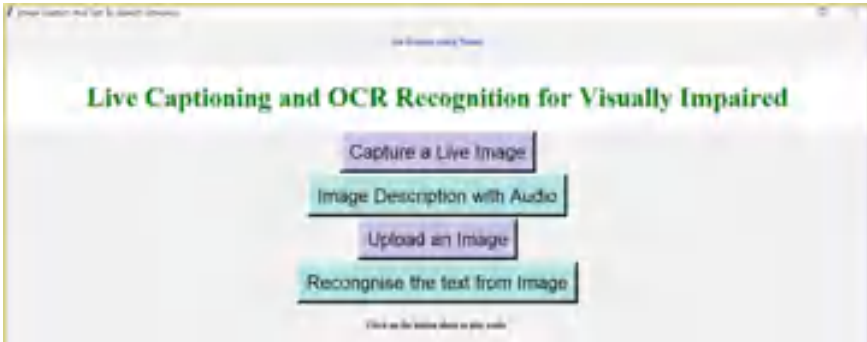 Live Captioning and OCR Recognition for Visually Impaired
Capture a Live Image
Image Description with Audio
Upload an Image
Recongnise the text from Image